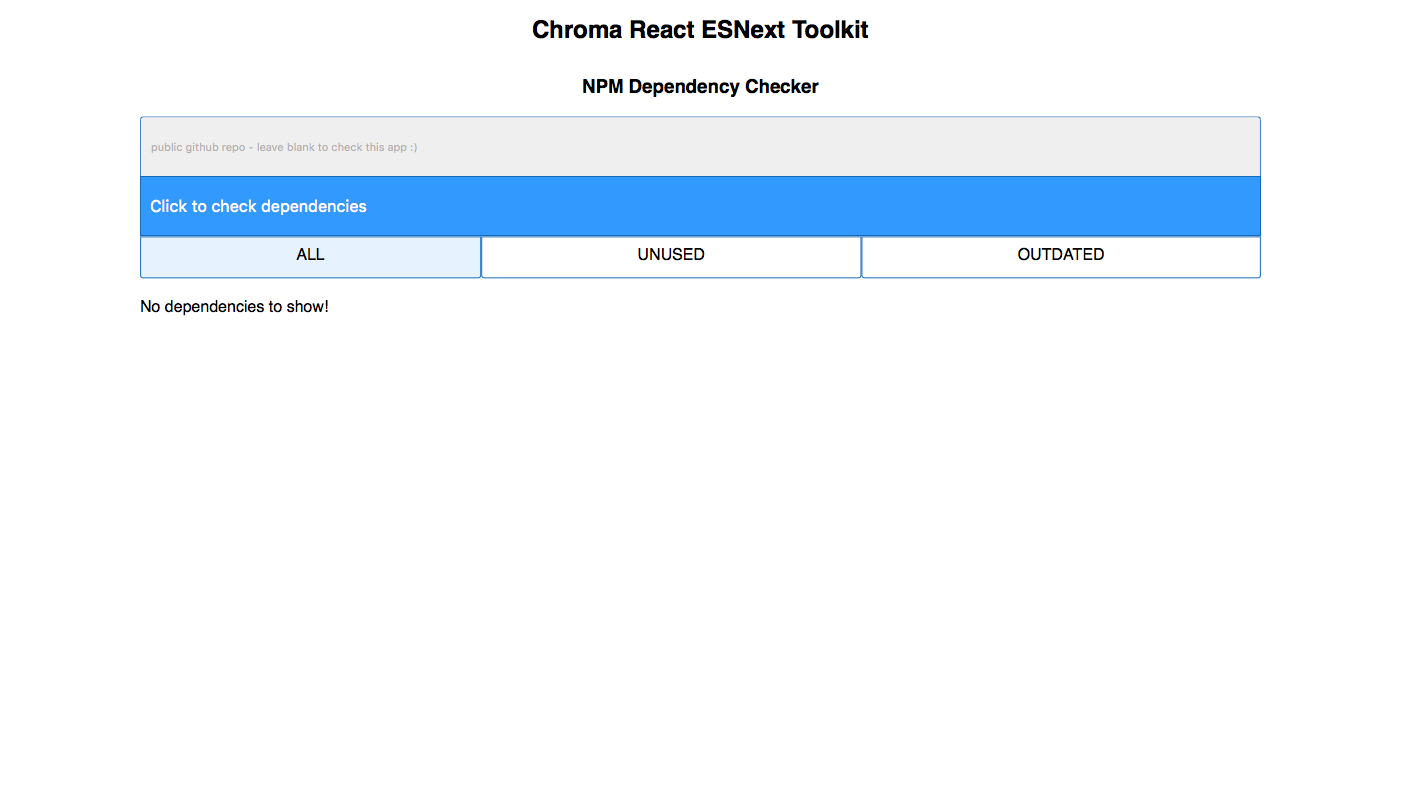 Chroma React ESNext Toolkit
NPM Dependency Checker
public github repo - leave blank to check this app :)
Click to check dependencies
ALL UNUSED OUTDATED
No dependencies to show!